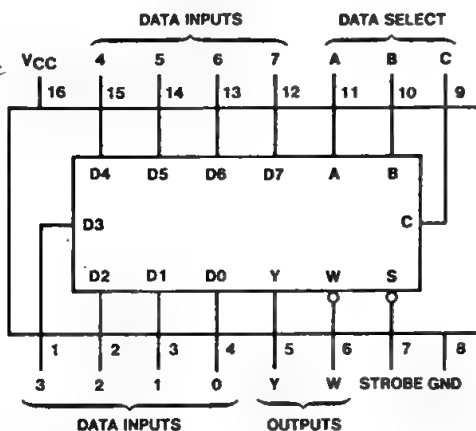 DATA INPUTS DATA SELECT
VCC 4 5 6 7 A B C
16 15 14 13 12 11 10 9
D4 D5 D6 D7 A B
D3 C
D2 D1 D0 Y W S
1 2 3 4 5 6 7 8
3 2 1 0 Y W STROBE GND
DATA INPUTS OUTPUTS